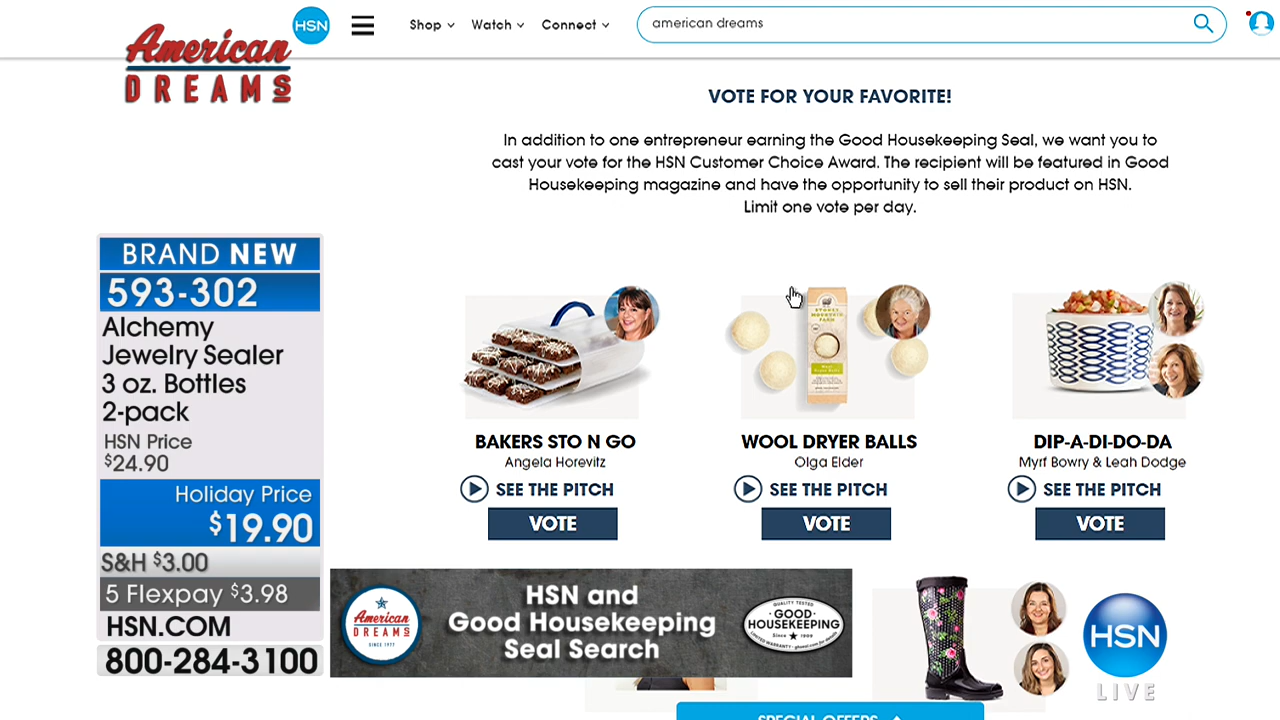 American
DREAMS
HSN
Shop
Watch
Connect
american dreams
VOTE FOR YOUR FAVORITE!
In addition to one entrepreneur earning the Good Housekeeping Seal, we want you to
cast your vote for the HSN Customer Choice Award. The recipient will be featured in Good
Housekeeping magazine and have the opportunity to sell their product on HSN.
Limit one vote per day.
BRAND NEW
593-302
Alchemy
Jewelry Sealer
3 oz. Bottles
2-pack
HSN Price
$24.90
Holiday Price
$19.90
S&H $3.00
5 Flexpay $3.98
HSN.COM
800-284-3100
BAKERS STO N GO
Angela Horevitz
SEE THE PITCH
VOTE
WOOL DRYER BALLS
Olga Elder
SEE THE PITCH
VOTE
DIP-A-DI-DO-DA
Myrf Bowry & Leah Dodge
SEE THE PITCH
VOTE
American
DREAMS
SINCE 1977
HSN and
Good Housekeeping
Seal Search
QUALITY TESTED
GOOD
HOUSEKEEPING
Since 1909
HSN
LIVE
SPECIAL OFFERS